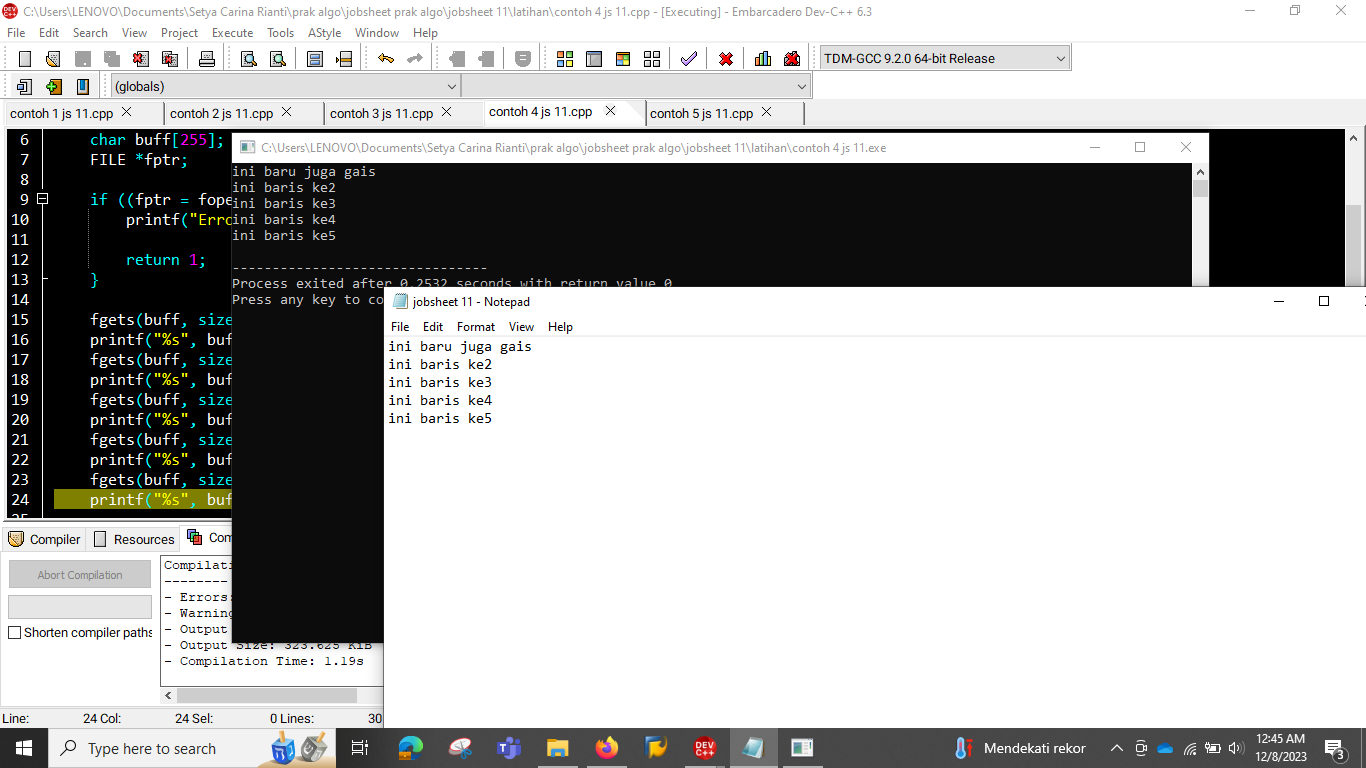 C:\Users\LENOVO\Documents\Setya Carina Rianti\prak algo\jobsheet prak algo\jobsheet 11\latihan\contoh 4 js 11.cpp - [Executing] - Embarcadero Dev-C++ 6.3
File Edit Search View Project Execute Tools AStyle Window Help
TDM-GCC 9.2.0 64-bit Release
(globals)
contoh 1 js 11.cpp contoh 2 js 11.cpp contoh 3 js 11.cpp contoh 4 js 11.cpp contoh 5 js 11.cpp
6 char buff[255];
7 FILE *fptr;
8
9 if ((fptr = fope
10 printf("Erro
11
12 return 1;
13 }
14
15 fgets(buff, size
16 printf("%s", buf
17 fgets(buff, size
18 printf("%s", buf
19 fgets(buff, size
20 printf("%s", buf
21 fgets(buff, size
22 printf("%s", buf
23 fgets(buff, size
24 printf("%s", buf
C:\Users\LENOVO\Documents\Setya Carina Rianti\prak algo\jobsheet prak algo\jobsheet 11\latihan\contoh 4 js 11.exe
ini baru juga gais
ini baris ke2
ini baris ke3
ini baris ke4
ini baris ke5
--------------------------------
Process exited after 0.2532 seconds with return value 0
Press any key to co
jobsheet 11 - Notepad
File Edit Format View Help
ini baru juga gais
ini baris ke2
ini baris ke3
ini baris ke4
ini baris ke5
Compiler Resources Com
Abort Compilation
Shorten compiler paths
Compilati
--------
- Errors:
- Warning
- Output
- Output Size: 323.625 KiB
- Compilation Time: 1.19s
Line: 24 Col: 24 Sel: 0 Lines: 30
Type here to search
DEV C++
Mendekati rekor
12:45 AM
12/8/2023
3